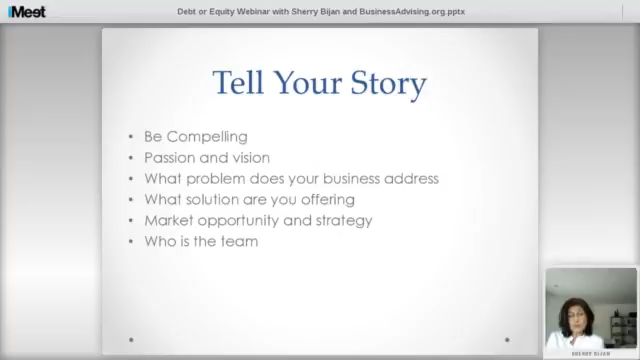 iMeet
Debt or Equity Webinar with Sherry Bijan and BusinessAdvising.org.pptx
Tell Your Story
• Be Compelling
• Passion and vision
• What problem does your business address
• What solution are you offering
• Market opportunity and strategy
• Who is the team
SHERRY BIJAN